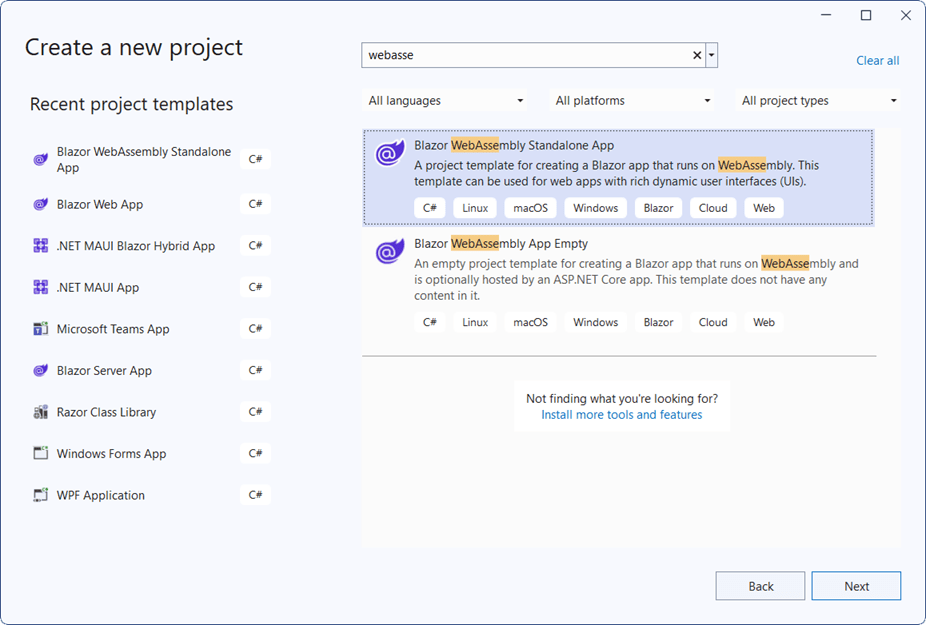 Create a new project
webasse
Clear all
Recent project templates
All languages
All platforms
All project types
Blazor WebAssembly Standalone
App
C#
Blazor Web App
C#
.NET MAUI Blazor Hybrid App
C#
.NET MAUI App
C#
Microsoft Teams App
C#
Blazor Server App
C#
Razor Class Library
C#
Windows Forms App
C#
WPF Application
C#
Blazor WebAssembly Standalone App
A project template for creating a Blazor app that runs on WebAssembly. This
template can be used for web apps with rich dynamic user interfaces (UIs).
C# Linux macOS Windows Blazor Cloud Web
Blazor WebAssembly App Empty
An empty project template for creating a Blazor app that runs on WebAssembly and
is optionally hosted by an ASP.NET Core app. This template does not have any
content in it.
C# Linux macOS Windows Blazor Cloud Web
Not finding what you're looking for?
Install more tools and features
Back
Next